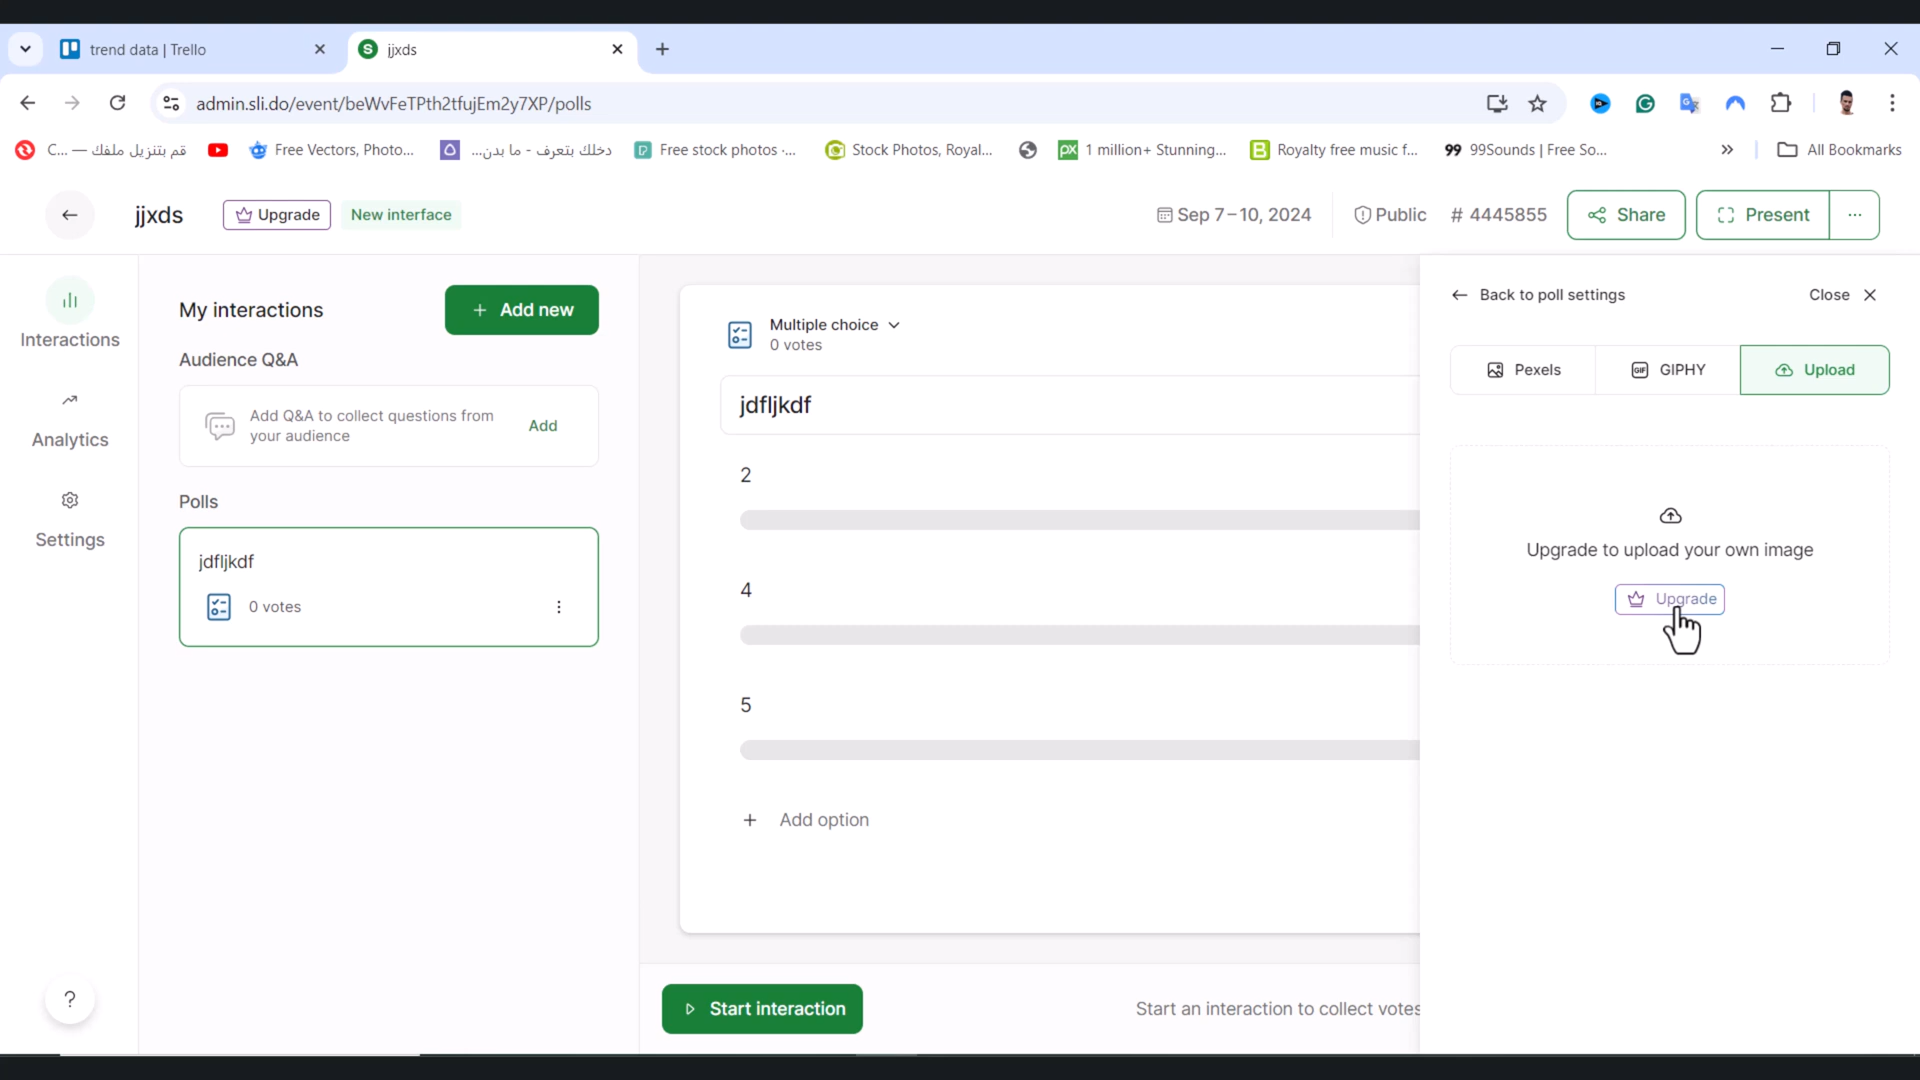 trend data | Trello
jjxds
admin.sli.do/event/beWvFeTPth2tfujEm2y7XP/polls
قم بتنزيل ملفك — C...
Free Vectors, Photo...
دخلك بتعرف - ما بدن...
Free stock photos ·...
Stock Photos, Royal...
1 million+ Stunning...
Royalty free music f...
99Sounds | Free So...
All Bookmarks
jjxds
Upgrade
New interface
Sep 7–10, 2024
Public
# 4445855
Share
Present
Interactions
Analytics
Settings
My interactions
Add new
Audience Q&A
Add Q&A to collect questions from
your audience
Add
Polls
jdfljkdf
0 votes
Multiple choice
0 votes
jdfljkdf
2
4
5
Add option
Start interaction
Start an interaction to collect votes
Back to poll settings
Close
Pexels
GIF
GIPHY
Upload
Upgrade to upload your own image
Upgrade
?